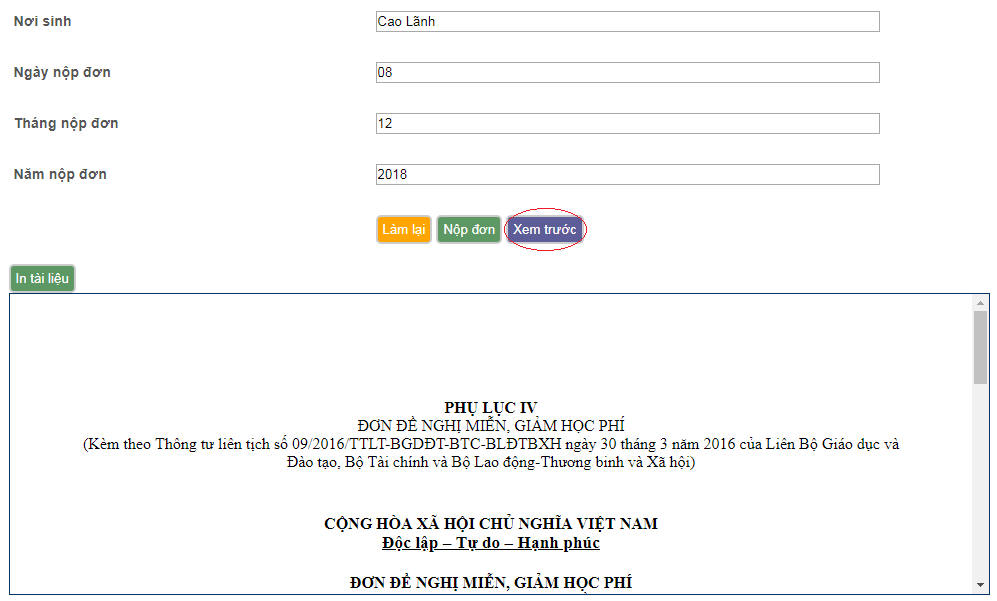 Nơi sinh Cao Lãnh
Ngày nộp đơn 08
Tháng nộp đơn 12
Năm nộp đơn 2018
Làm lại Nộp đơn Xem trước
In tài liệu
PHỤ LỤC IV
ĐƠN ĐỀ NGHỊ MIỄN, GIẢM HỌC PHÍ
(Kèm theo Thông tư liên tịch số 09/2016/TTLT-BGDĐT-BTC-BLĐTBXH ngày 30 tháng 3 năm 2016 của Liên Bộ Giáo dục và
Đào tạo, Bộ Tài chính và Bộ Lao động-Thương binh và Xã hội)
CỘNG HÒA XÃ HỘI CHỦ NGHĨA VIỆT NAM
Độc lập – Tự do – Hạnh phúc
ĐƠN ĐỀ NGHỊ MIỄN, GIẢM HỌC PHÍ